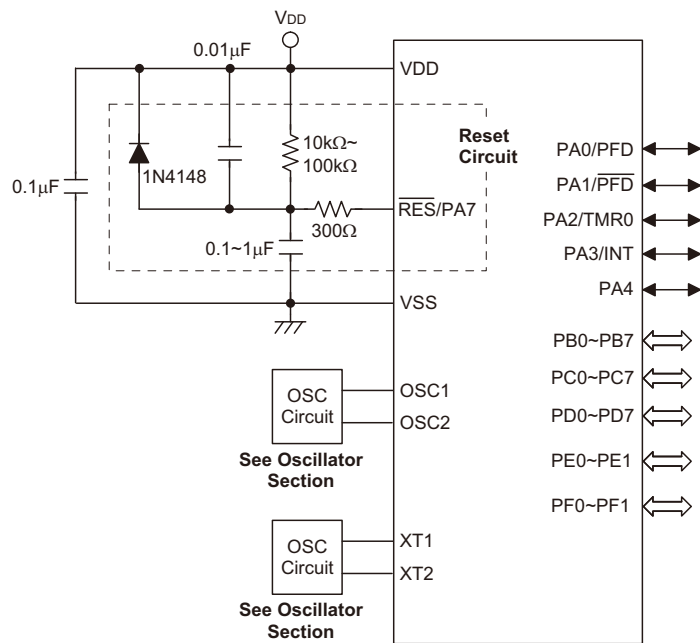 VDD
0.01μF
VDD
10kΩ~
100kΩ
Reset
Circuit
1N4148
0.1μF
RES/PA7
300Ω
0.1~1μF
VSS
OSC
Circuit
OSC1
OSC2
See Oscillator
Section
OSC
Circuit
XT1
XT2
See Oscillator
Section
PA0/PFD
PA1/PFD
PA2/TMR0
PA3/INT
PA4
PB0~PB7
PC0~PC7
PD0~PD7
PE0~PE1
PF0~PF1